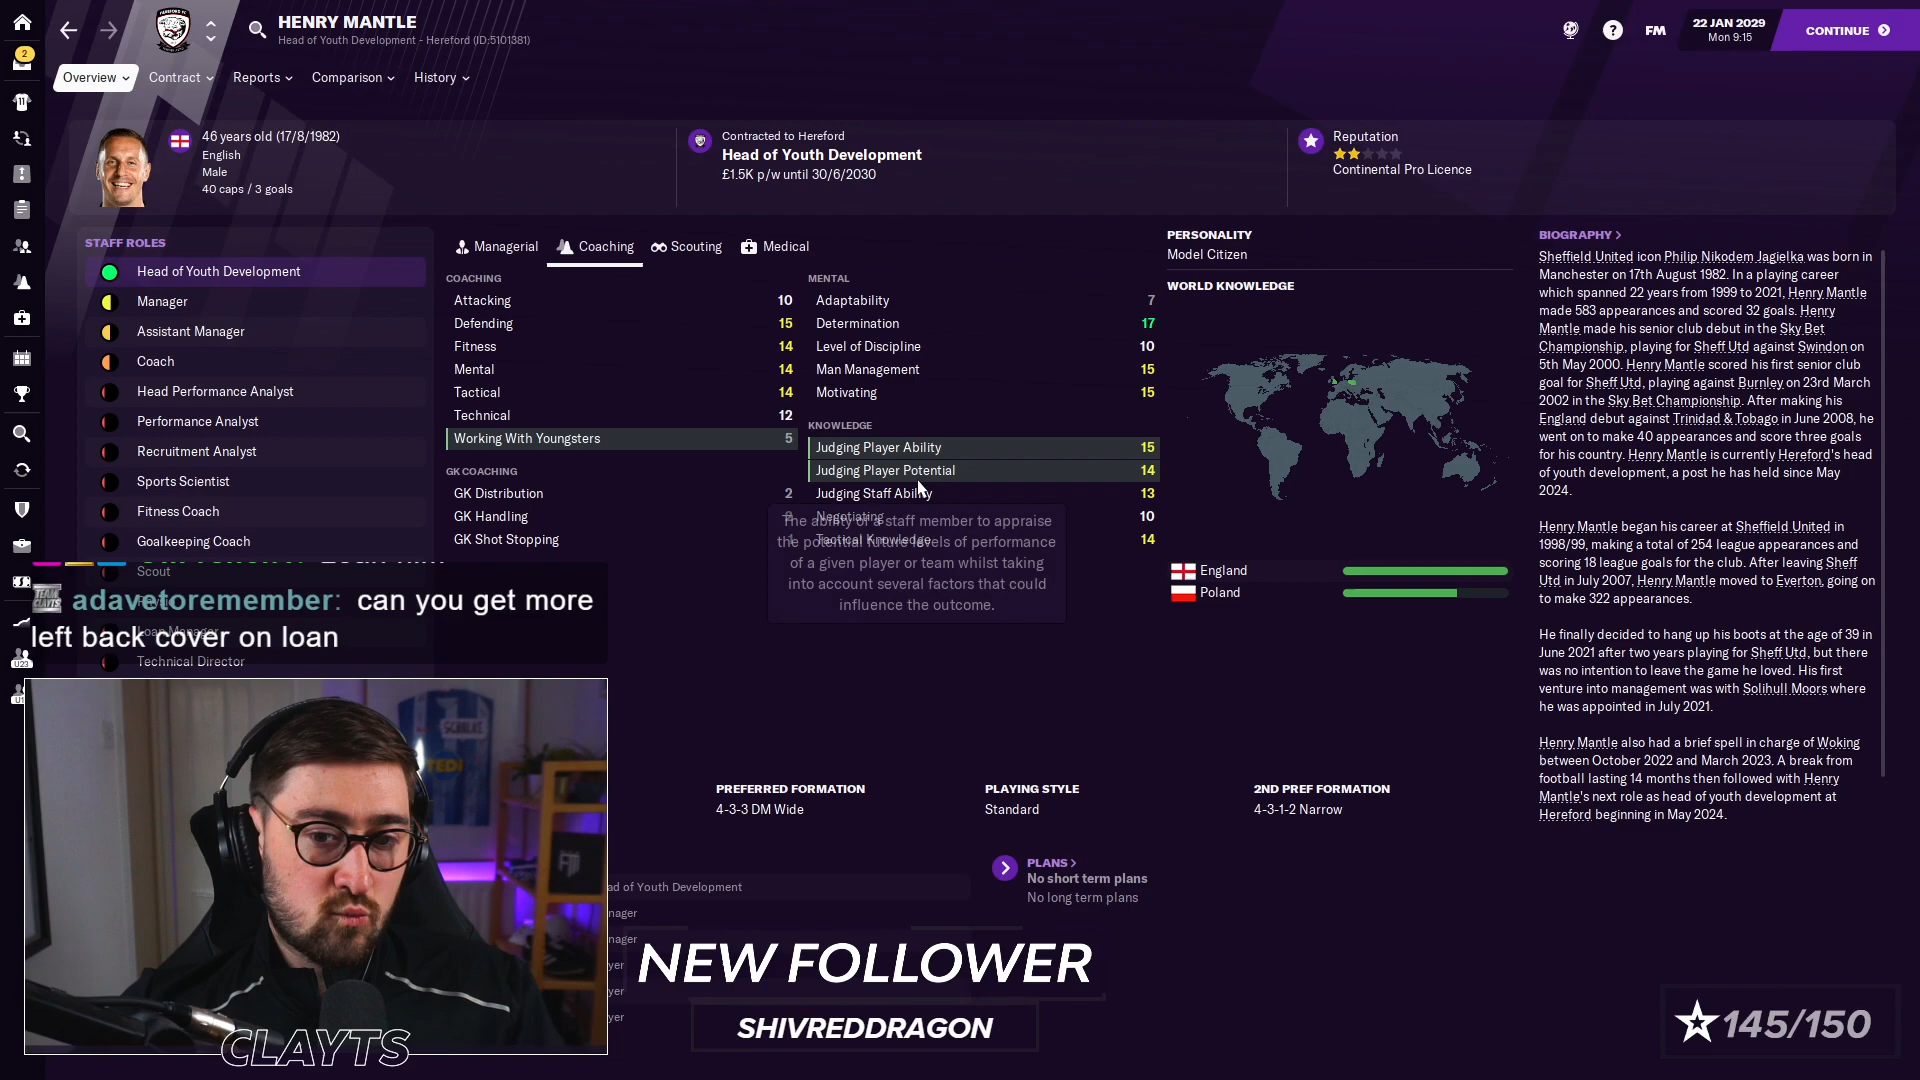 HENRY MANTLE
Head of Youth Development - Hereford (ID:5101381)
2
FM
22 JAN 2029
Mon 9:15
CONTINUE
Overview
Contract
Reports
Comparison
History
46 years old (17/8/1982)
English
Male
40 caps / 3 goals
Contracted to Hereford
Head of Youth Development
£1.5K p/w until 30/6/2030
Reputation
Continental Pro Licence
STAFF ROLES
Head of Youth Development
Manager
Assistant Manager
Coach
Head Performance Analyst
Performance Analyst
Recruitment Analyst
Sports Scientist
Fitness Coach
Goalkeeping Coach
Scout
Loan Manager
Technical Director
Managerial
Coaching
Scouting
Medical
COACHING
Attacking 10
Defending 15
Fitness 14
Mental 14
Tactical 14
Technical 12
Working With Youngsters 5
GK COACHING
GK Distribution 2
GK Handling
GK Shot Stopping
MENTAL
Adaptability 7
Determination 17
Level of Discipline 10
Man Management 15
Motivating 15
KNOWLEDGE
Judging Player Ability 15
Judging Player Potential 14
Judging Staff Ability 13
Negotiating 10
Tactical Knowledge 14
The ability of a staff member to appraise
the potential future levels of performance
of a given player or team whilst taking
into account several factors that could
influence the outcome.
PERSONALITY
Model Citizen
WORLD KNOWLEDGE
England
Poland
BIOGRAPHY >
Sheffield United icon Philip Nikodem Jagielka was born in
Manchester on 17th August 1982. In a playing career
which spanned 22 years from 1999 to 2021, Henry Mantle
made 583 appearances and scored 32 goals. Henry
Mantle made his senior club debut in the Sky Bet
Championship, playing for Sheff Utd against Swindon on
5th May 2000. Henry Mantle scored his first senior club
goal for Sheff Utd, playing against Burnley on 23rd March
2002 in the Sky Bet Championship. After making his
England debut against Trinidad & Tobago in June 2008, he
went on to make 40 appearances and score three goals
for his country. Henry Mantle is currently Hereford's head
of youth development, a post he has held since May
2024.
Henry Mantle began his career at Sheffield United in
1998/99, making a total of 254 league appearances and
scoring 18 league goals for the club. After leaving Sheff
Utd in July 2007, Henry Mantle moved to Everton, going on
to make 322 appearances.
He finally decided to hang up his boots at the age of 39 in
June 2021 after two years playing for Sheff Utd, but there
was no intention to leave the game he loved. His first
venture into management was with Solihull Moors where
he was appointed in July 2021.
Henry Mantle also had a brief spell in charge of Woking
between October 2022 and March 2023. A break from
football lasting 14 months then followed with Henry
Mantle's next role as head of youth development at
Hereford beginning in May 2024.
adavetoremember: can you get more
left back cover on loan
PREFERRED FORMATION
4-3-3 DM Wide
PLAYING STYLE
Standard
2ND PREF FORMATION
4-3-1-2 Narrow
ad of Youth Development
nager
nager
yer
yer
yer
PLANS >
No short term plans
No long term plans
NEW FOLLOWER
SHIVREDDRAGON
CLAYTS
145/150